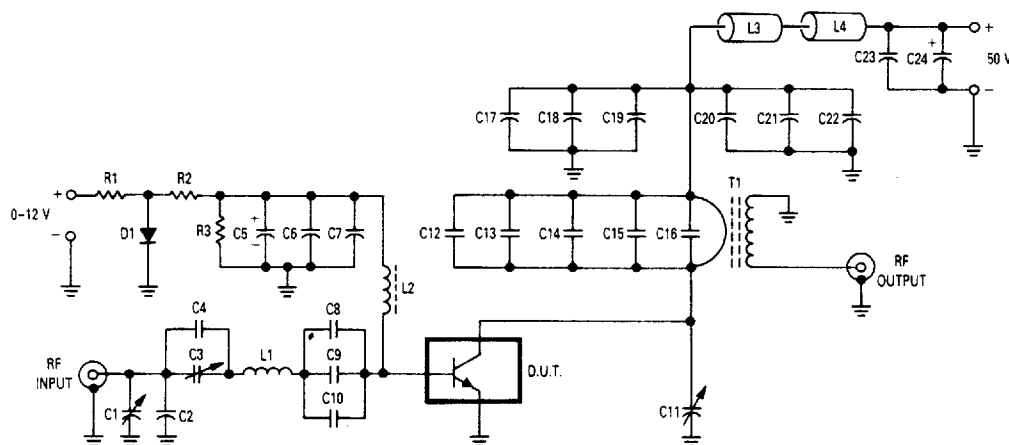 L3
L4
+
C23
+
C24
50 V
−
C17
C18
C19
C20
C21
C22
+
R1
R2
0–12 V
−
D1
R3
+
C5
−
C6
C7
C12
C13
C14
C15
C16
T1
RF
OUTPUT
L2
C4
C3
L1
C8
C9
C10
RF
INPUT
C1
C2
D.U.T.
C11